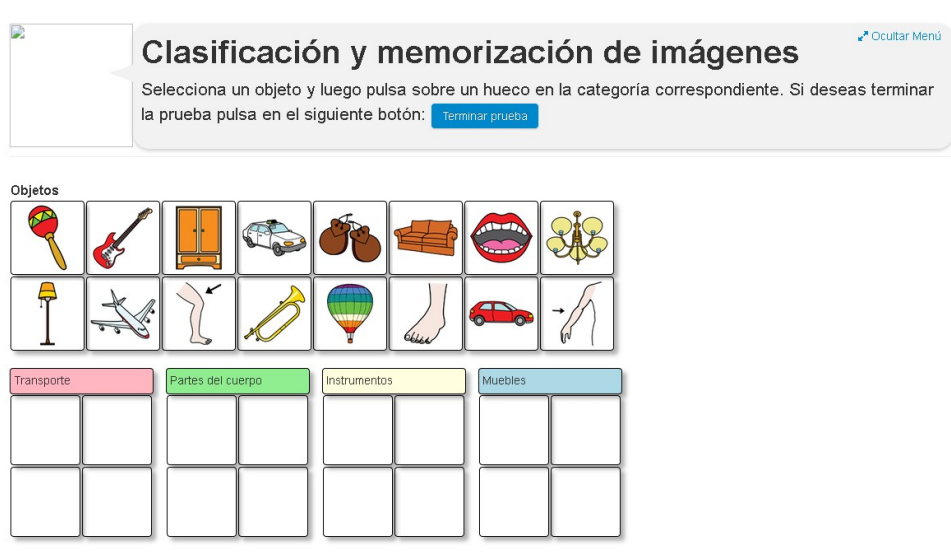 Ocultar Menú
Clasificación y memorización de imágenes
Selecciona un objeto y luego pulsa sobre un hueco en la categoría correspondiente. Si deseas terminar
la prueba pulsa en el siguiente botón: Terminar prueba
Objetos
Transporte
Partes del cuerpo
Instrumentos
Muebles